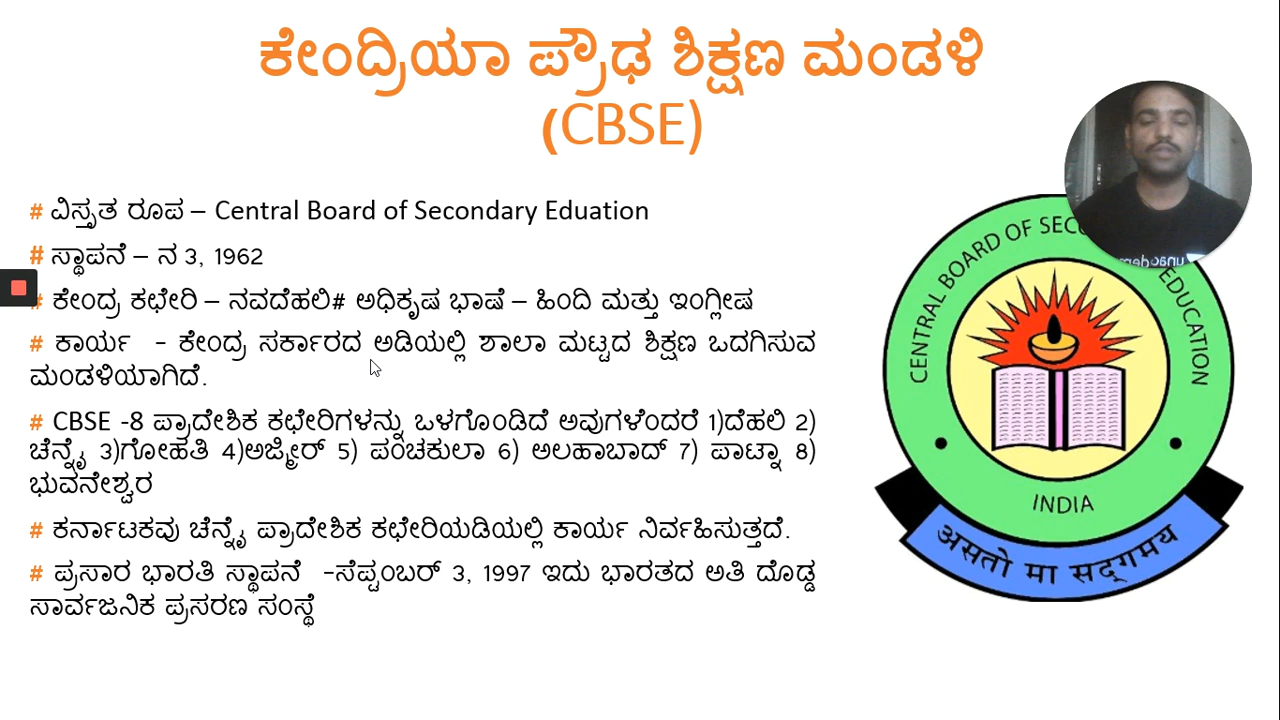 ಕೇಂದ್ರಿಯಾ ಪ್ರೌಢ ಶಿಕ್ಷಣ ಮಂಡಳಿ
(CBSE)
# ವಿಸ್ತೃತ ರೂಪ – Central Board of Secondary Eduation
# ಸ್ಥಾಪನೆ – ನ 3, 1962
# ಕೇಂದ್ರ ಕಛೇರಿ – ನವದೆಹಲಿ# ಅಧಿಕೃಷ ಭಾಷೆ – ಹಿಂದಿ ಮತ್ತು ಇಂಗ್ಲೀಷ
# ಕಾರ್ಯ - ಕೇಂದ್ರ ಸರ್ಕಾರದ ಅಡಿಯಲ್ಲಿ ಶಾಲಾ ಮಟ್ಟದ ಶಿಕ್ಷಣ ಒದಗಿಸುವ
ಮಂಡಳಿಯಾಗಿದೆ.
# CBSE -8 ಪ್ರಾದೇಶಿಕ ಕಛೇರಿಗಳನ್ನು ಒಳಗೊಂಡಿದೆ ಅವುಗಳೆಂದರೆ 1)ದೆಹಲಿ 2)
ಚೆನ್ನೈ 3)ಗೋಹತಿ 4)ಅಜ್ಮೀರ್ 5) ಪಂಚಕುಲಾ 6) ಅಲಹಾಬಾದ್ 7) ಪಾಟ್ನಾ 8)
ಭುವನೇಶ್ವರ
# ಕರ್ನಾಟಕವು ಚೆನ್ನೈ ಪ್ರಾದೇಶಿಕ ಕಛೇರಿಯಡಿಯಲ್ಲಿ ಕಾರ್ಯ ನಿರ್ವಹಿಸುತ್ತದೆ.
# ಪ್ರಸಾರ ಭಾರತಿ ಸ್ಥಾಪನೆ -ಸೆಪ್ಟಂಬರ್ 3, 1997 ಇದು ಭಾರತದ ಅತಿ ದೊಡ್ಡ
ಸಾರ್ವಜನಿಕ ಪ್ರಸರಣ ಸಂಸ್ಥೆ
CENTRAL BOARD OF EDUCATION
INDIA
असतो मा सद्गमय